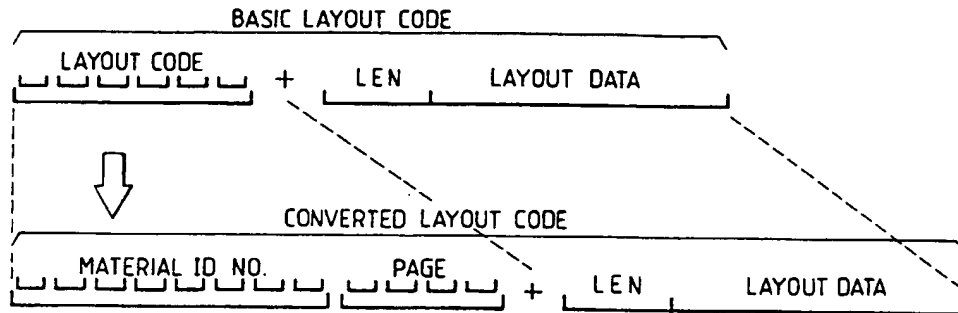 BASIC LAYOUT CODE
LAYOUT CODE + LEN LAYOUT DATA
CONVERTED LAYOUT CODE
MATERIAL ID NO. PAGE + LEN LAYOUT DATA